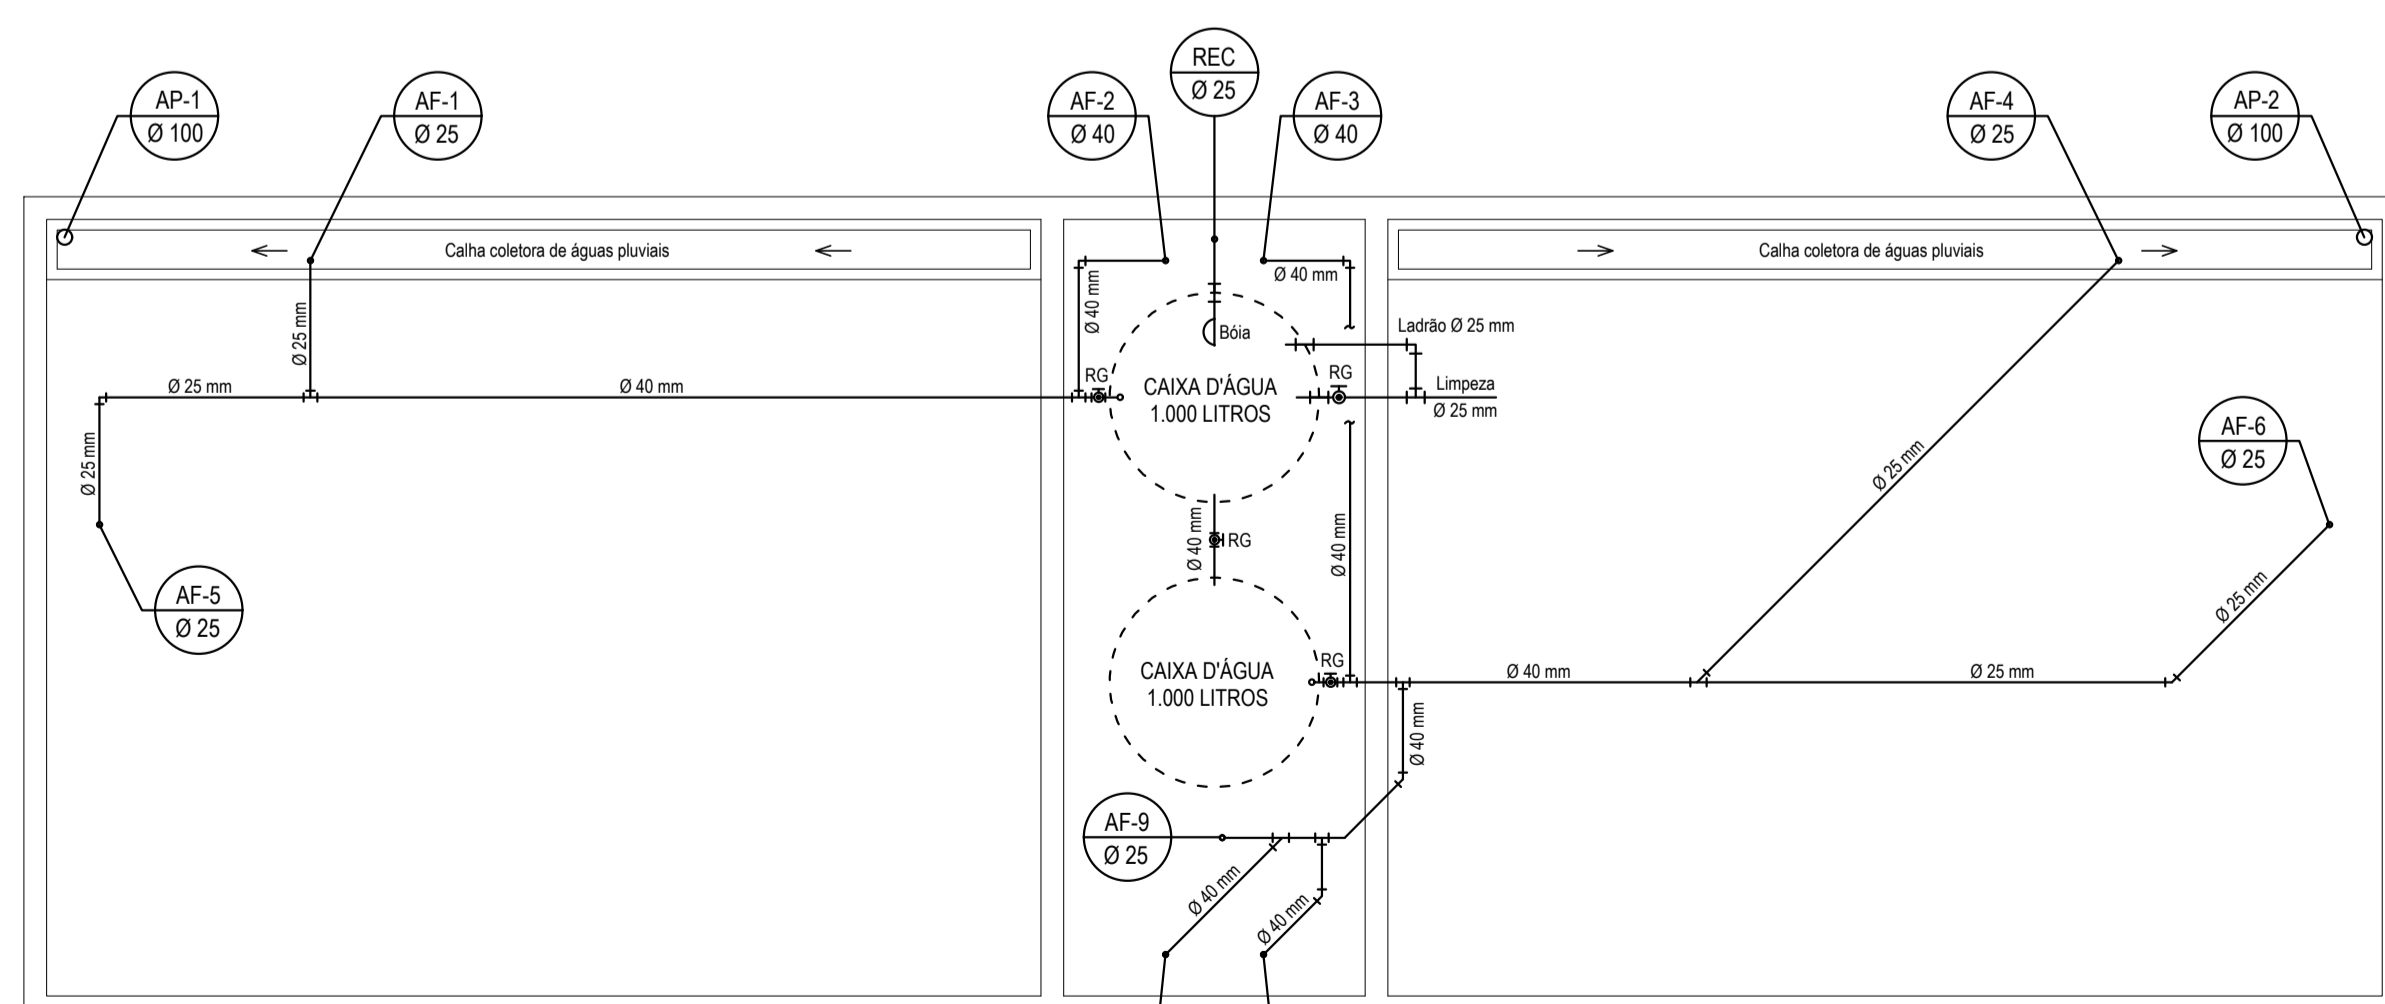 REC
Ø 25
AP-1
Ø 100
AF-1
Ø 25
AF-2
Ø 40
AF-3
Ø 40
AF-4
Ø 25
AP-2
Ø 100
Calha coletora de águas pluviais
Calha coletora de águas pluviais
Ø 40 mm
Ø 40 mm
Ø 25 mm
Bóia
Ladrão Ø 25 mm
RG
RG
Ø 25 mm
Ø 40 mm
CAIXA D'ÁGUA
1.000 LITROS
Limpeza
Ø 25 mm
Ø 25 mm
Ø 25 mm
AF-6
Ø 25
Ø 40 mm
RG
Ø 40 mm
AF-5
Ø 25
Ø 25 mm
CAIXA D'ÁGUA
1.000 LITROS
RG
Ø 40 mm
Ø 25 mm
Ø 40 mm
AF-9
Ø 25
Ø 40 mm
Ø 40 mm